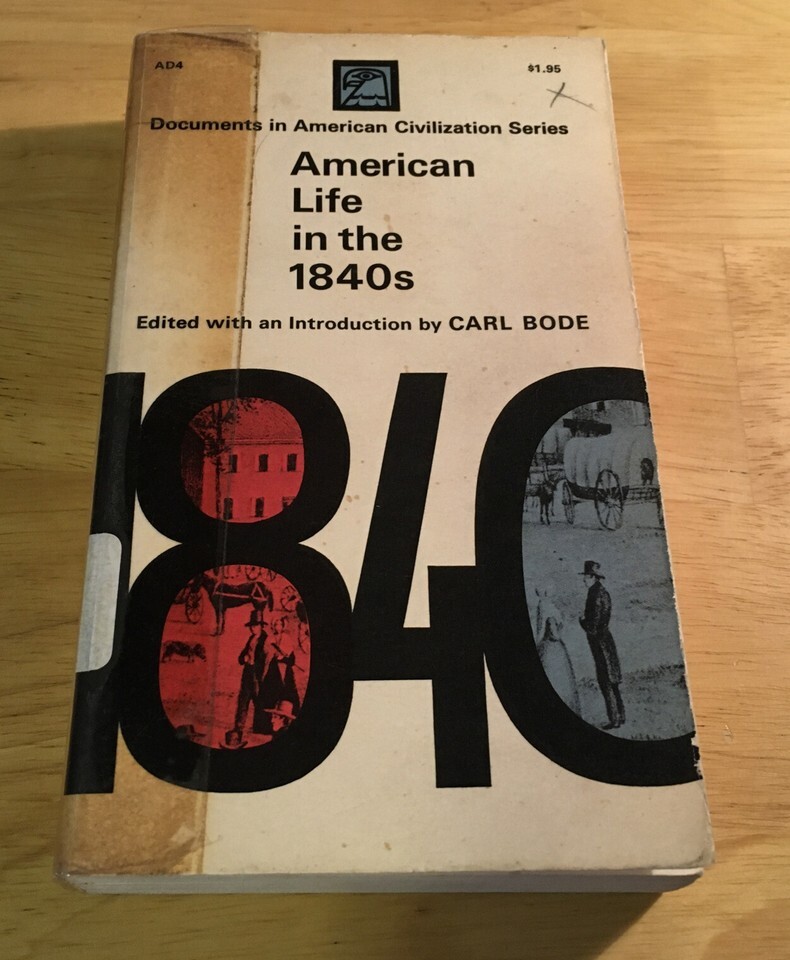 AD4
$1.95
Documents in American Civilization Series
American
Life
in the
1840s
Edited with an Introduction by CARL BODE
1840